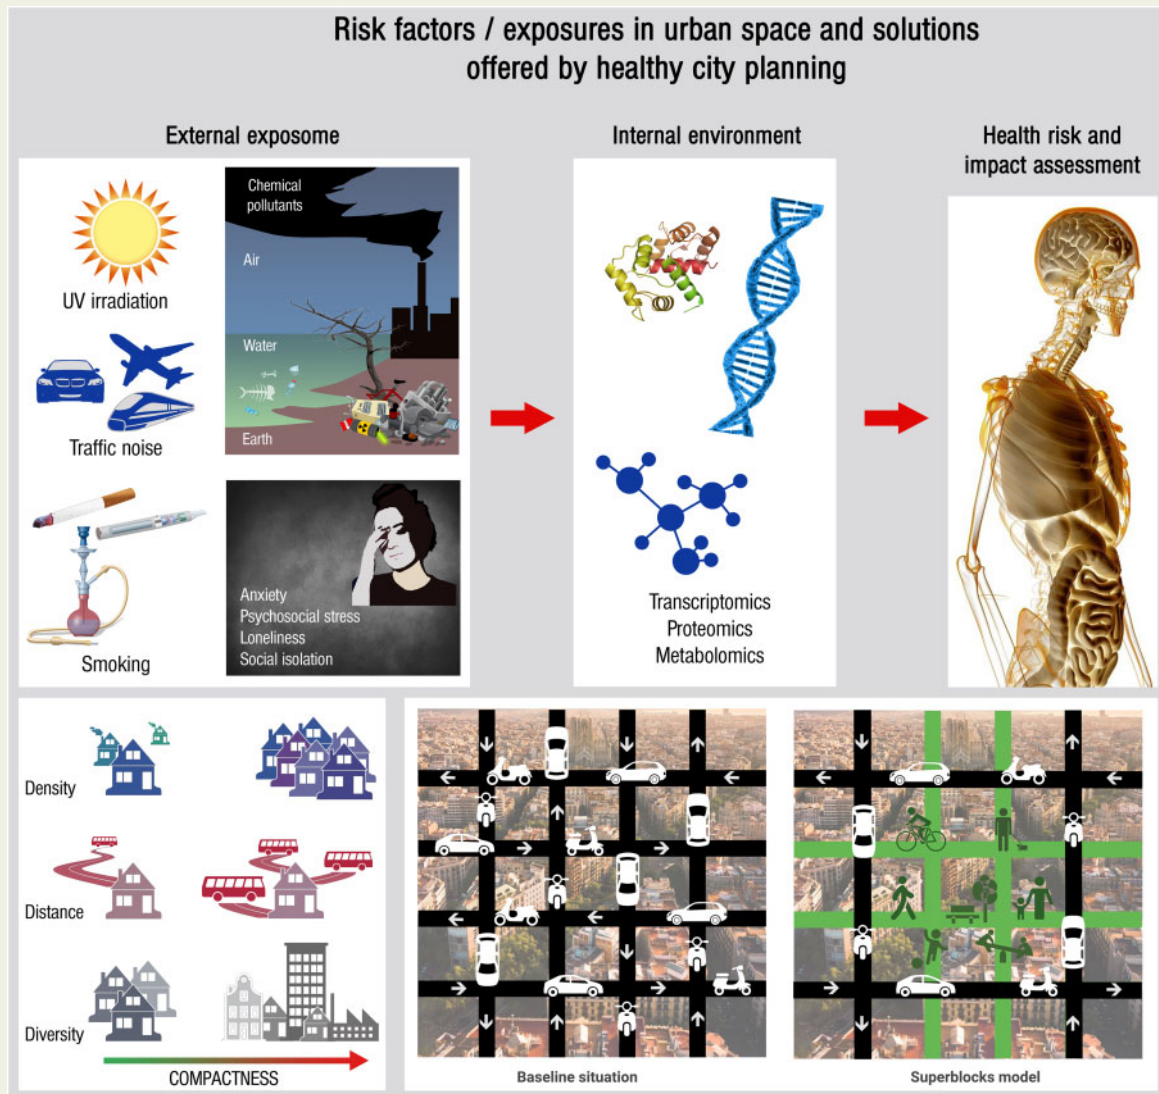 Risk factors / exposures in urban space and solutions
offered by healthy city planning
External exposome
UV irradiation
Traffic noise
Smoking
Chemical
pollutants
Air
Water
Earth
Anxiety
Psychosocial stress
Loneliness
Social isolation
Internal environment
Transcriptomics
Proteomics
Metabolomics
Health risk and
impact assessment
Density
Distance
Diversity
COMPACTNESS
Baseline situation
Superblocks model